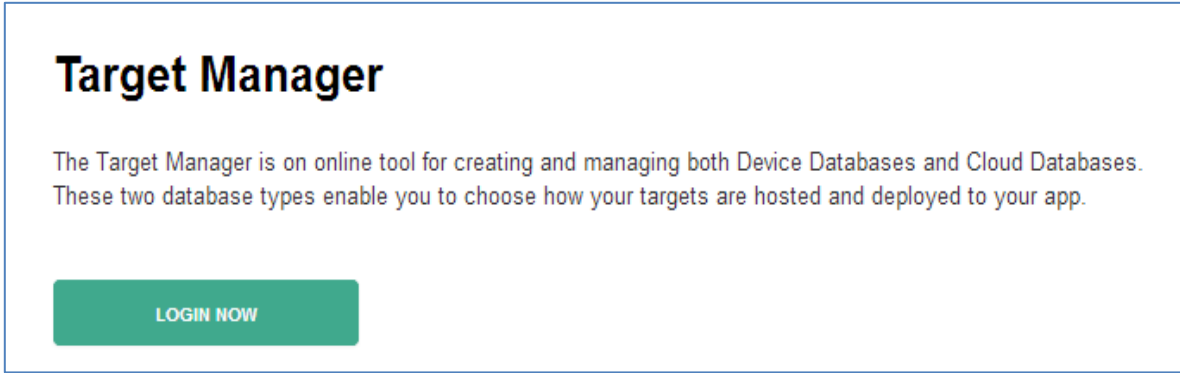 Target Manager
The Target Manager is on online tool for creating and managing both Device Databases and Cloud Databases.
These two database types enable you to choose how your targets are hosted and deployed to your app.
LOGIN NOW